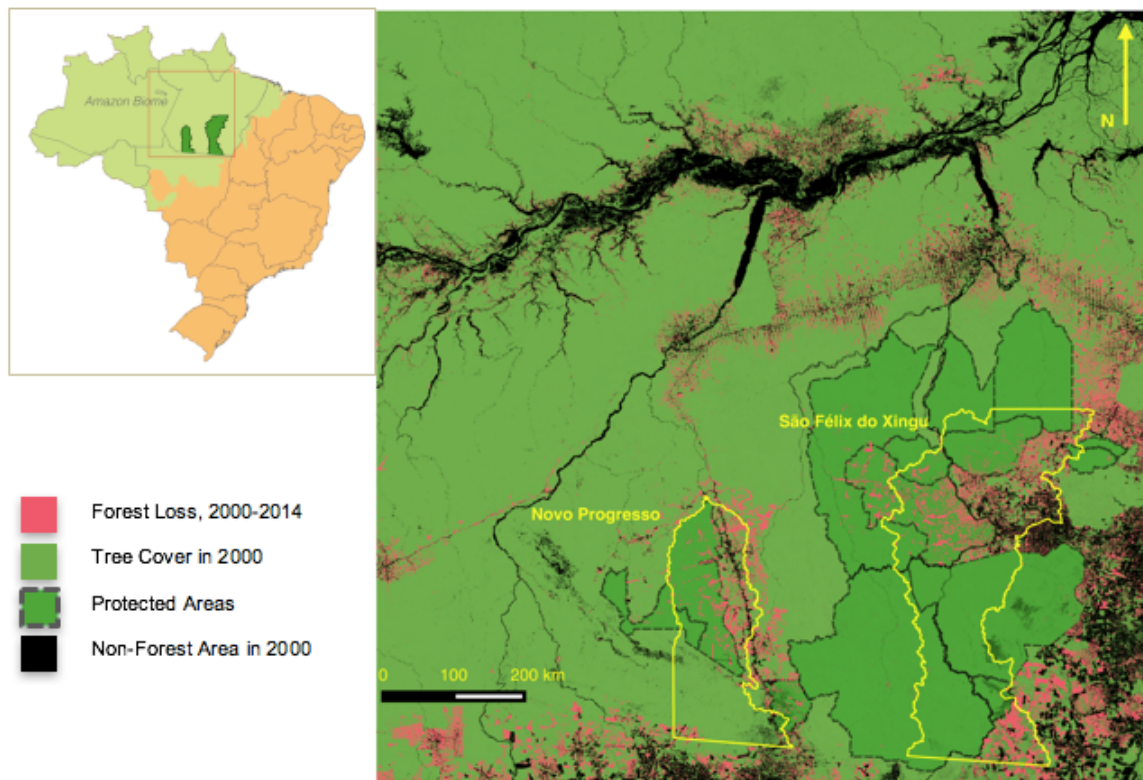 Amazon Biome
N
São Félix do Xingu
Novo Progresso
0 100 200 km
Forest Loss, 2000-2014
Tree Cover in 2000
Protected Areas
Non-Forest Area in 2000